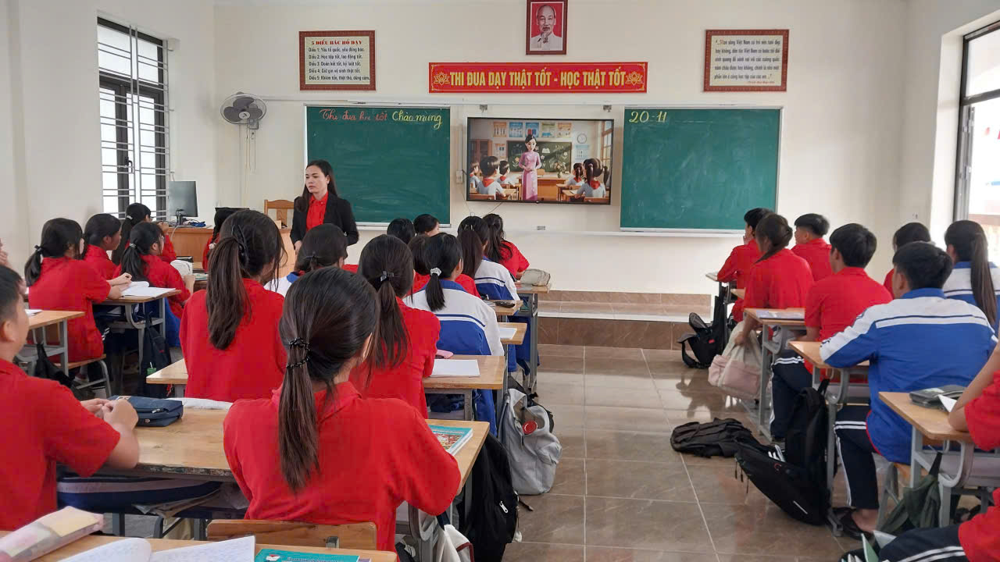 5 ĐIỀU BÁC HỒ DẠY
Điều 1: Yêu tổ quốc, yêu đồng bào.
Điều 2: Học tập tốt, lao động tốt.
Điều 3: Đoàn kết tốt, kỷ luật tốt.
Điều 4: Giữ gìn vệ sinh thật tốt.
Điều 5: Khiêm tốn, thật thà, dũng cảm.
THI ĐUA DẠY THẬT TỐT - HỌC THẬT TỐT
"...Non sông Việt Nam có trở nên tươi đẹp
hay không, dân tộc Việt Nam có bước tới đài
vinh quang để sánh vai với các cường quốc
năm châu được hay không, chính là nhờ một
phần lớn ở công học tập của các em..."
Thi đua tốt Chào mừng
20-11